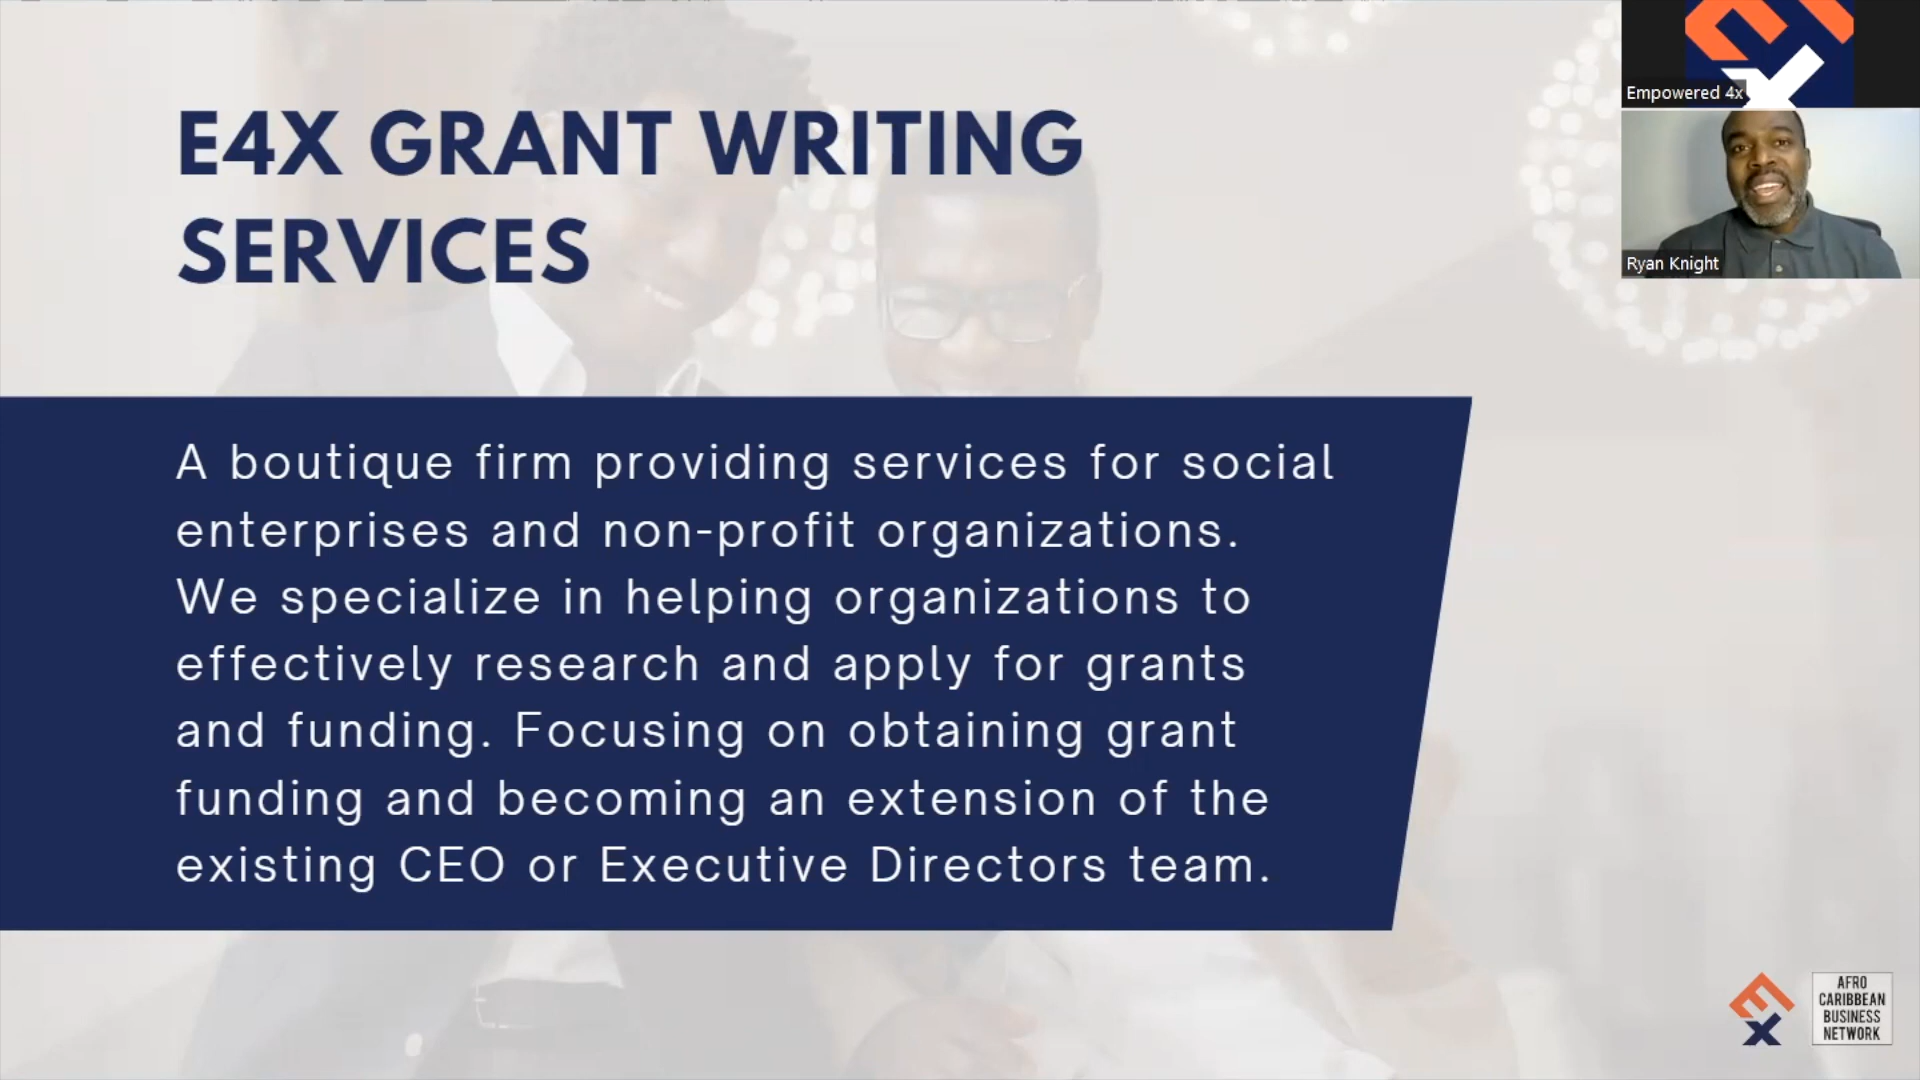 E4X GRANT WRITING
SERVICES
Empowered 4x
Ryan Knight
A boutique firm providing services for social
enterprises and non-profit organizations.
We specialize in helping organizations to
effectively research and apply for grants
and funding. Focusing on obtaining grant
funding and becoming an extension of the
existing CEO or Executive Directors team.
AFRO
CARIBBEAN
BUSINESS
NETWORK